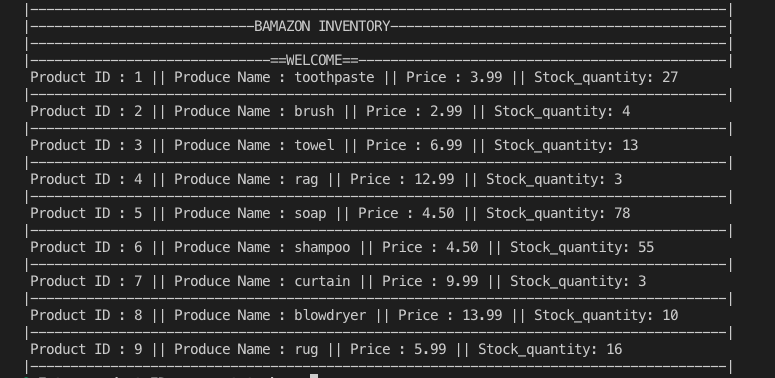 BAMAZON INVENTORY
==WELCOME==
Product ID : 1 || Produce Name : toothpaste || Price : 3.99 || Stock_quantity: 27
Product ID : 2 || Produce Name : brush || Price : 2.99 || Stock_quantity: 4
Product ID : 3 || Produce Name : towel || Price : 6.99 || Stock_quantity: 13
Product ID : 4 || Produce Name : rag || Price : 12.99 || Stock_quantity: 3
Product ID : 5 || Produce Name : soap || Price : 4.50 || Stock_quantity: 78
Product ID : 6 || Produce Name : shampoo || Price : 4.50 || Stock_quantity: 55
Product ID : 7 || Produce Name : curtain || Price : 9.99 || Stock_quantity: 3
Product ID : 8 || Produce Name : blowdryer || Price : 13.99 || Stock_quantity: 10
Product ID : 9 || Produce Name : rug || Price : 5.99 || Stock_quantity: 16